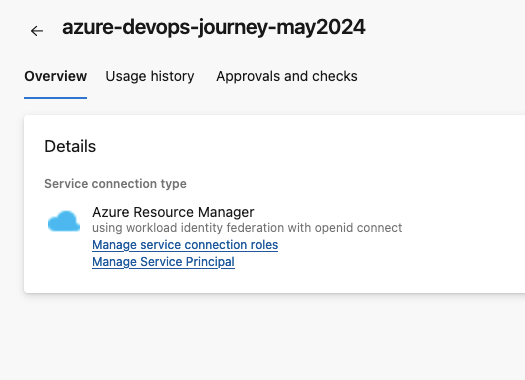 azure-devops-journey-may2024
Overview Usage history Approvals and checks
Details
Service connection type
Azure Resource Manager
using workload identity federation with openid connect
Manage service connection roles
Manage Service Principal